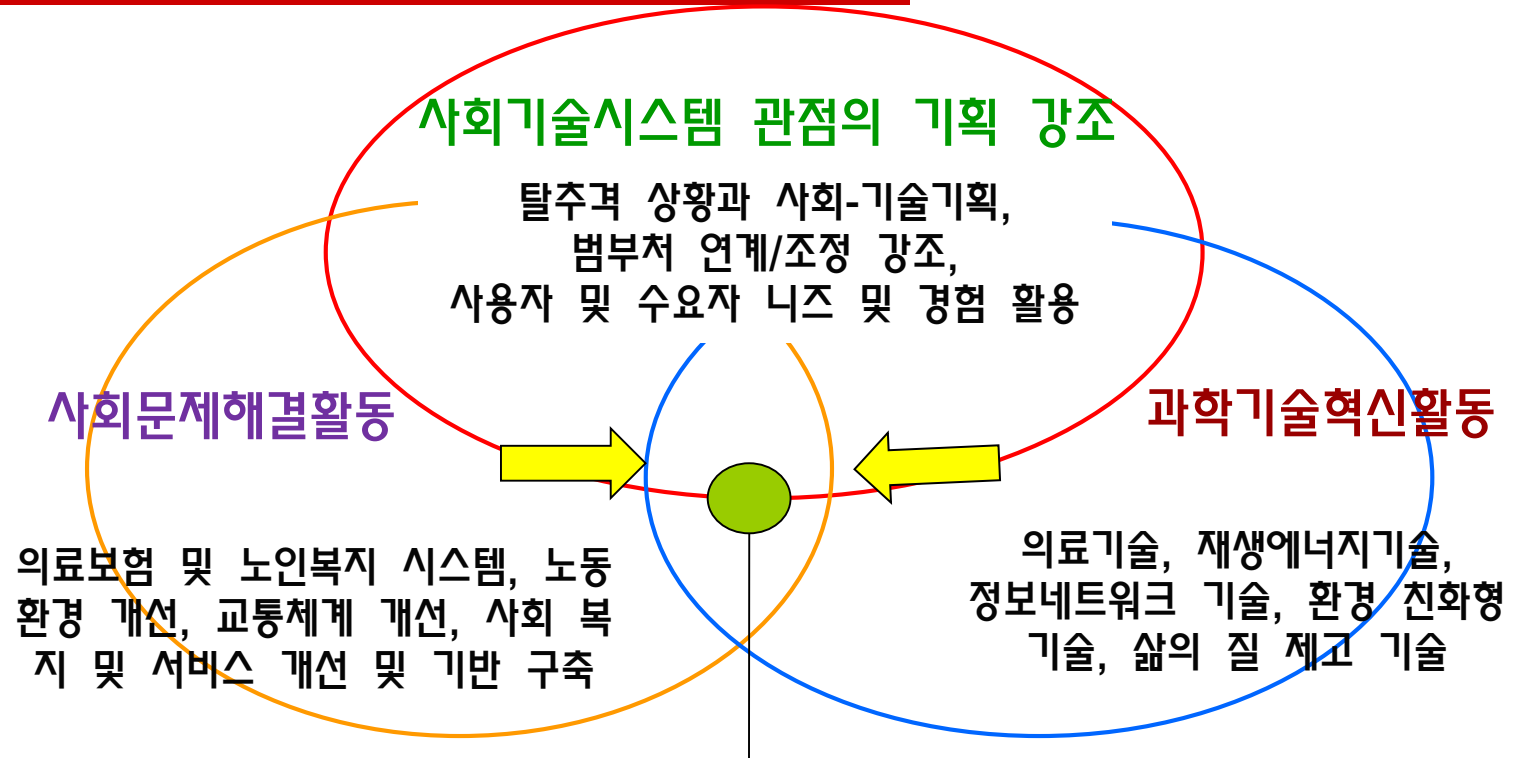 사회기술시스템 관점의 기획 강조
탈추격 상황과 사회-기술기획,
범부처 연계/조정 강조,
사용자 및 수요자 니즈 및 경험 활용
사회문제해결활동
과학기술혁신활동
의료보험 및 노인복지 시스템, 노동
환경 개선, 교통체계 개선, 사회 복
지 및 서비스 개선 및 기반 구축
의료기술, 재생에너지기술,
정보네트워크 기술, 환경 친화형
기술, 삶의 질 제고 기술